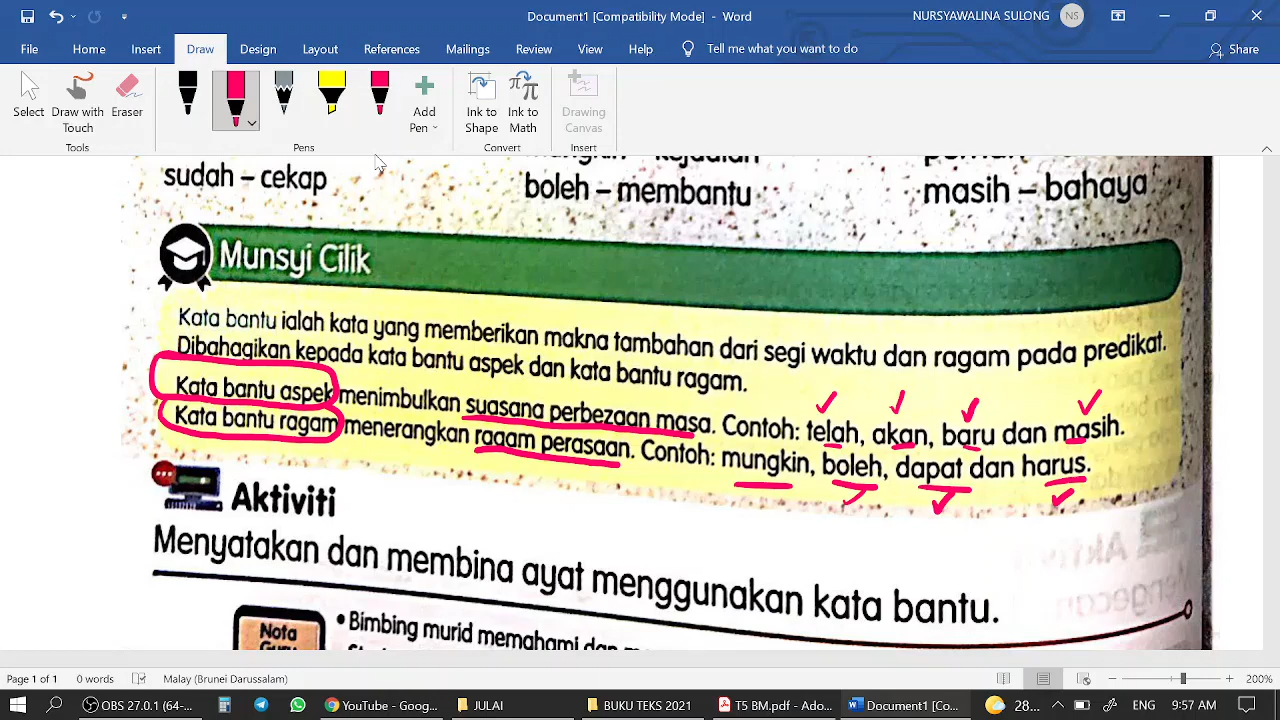 Document1 [Compatibility Mode] - Word
NURSYAWALINA SULONG NS
File Home Insert Draw Design Layout References Mailings Review View Help Tell me what you want to do Share
Select Draw with Touch Eraser Add Pen Ink to Shape Ink to Math Drawing Canvas
Tools Pens Convert Insert
sudah – cekap boleh – membantu masih – bahaya
Munsyi Cilik
Kata bantu ialah kata yang memberikan makna tambahan dari segi waktu dan ragam pada predikat.
Dibahagikan kepada kata bantu aspek dan kata bantu ragam.
Kata bantu aspek menimbulkan suasana perbezaan masa. Contoh: telah, akan, baru dan masih.
Kata bantu ragam menerangkan ragam perasaan. Contoh: mungkin, boleh, dapat dan harus.
Aktiviti
Menyatakan dan membina ayat menggunakan kata bantu.
Nota
• Bimbing murid memahami dan
Page 1 of 1 0 words Malay (Brunei Darussalam) 200%
OBS 27.0.1 (64-... YouTube - Goog... JULAI BUKU TEKS 2021 T5 BM.pdf - Ado... Document1 [Co... 28... ENG 9:57 AM